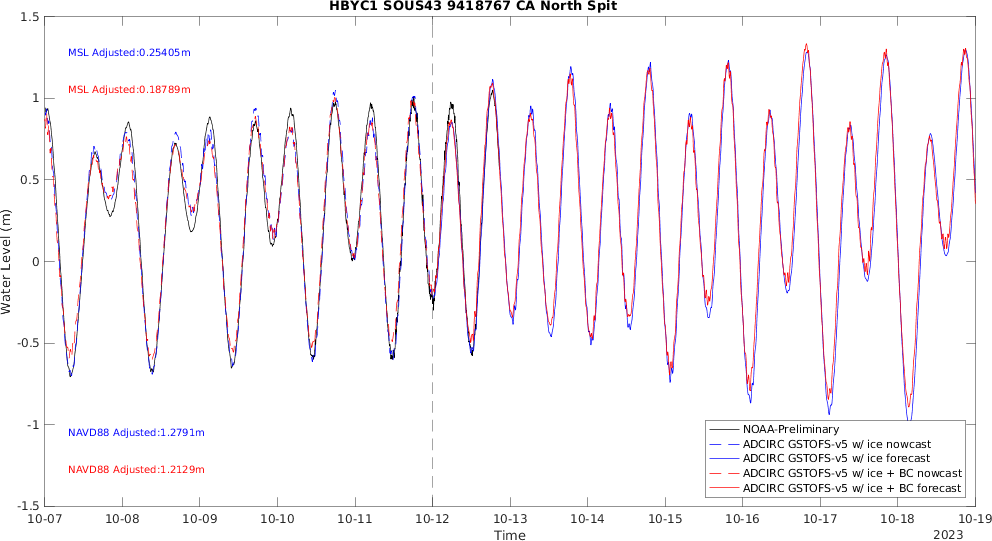 HBYC1 SOUS43 9418767 CA North Spit
1.5
MSL Adjusted:0.25405m
MSL Adjusted:0.18789m
1
0.5
0
-0.5
-1
-1.5
Water Level (m)
NAVD88 Adjusted:1.2791m
NAVD88 Adjusted:1.2129m
NOAA-Preliminary
ADCIRC GSTOFS-v5 w/ ice nowcast
ADCIRC GSTOFS-v5 w/ ice forecast
ADCIRC GSTOFS-v5 w/ ice + BC nowcast
ADCIRC GSTOFS-v5 w/ ice + BC forecast
10-07 10-08 10-09 10-10 10-11 10-12 10-13 10-14 10-15 10-16 10-17 10-18 10-19
Time
2023